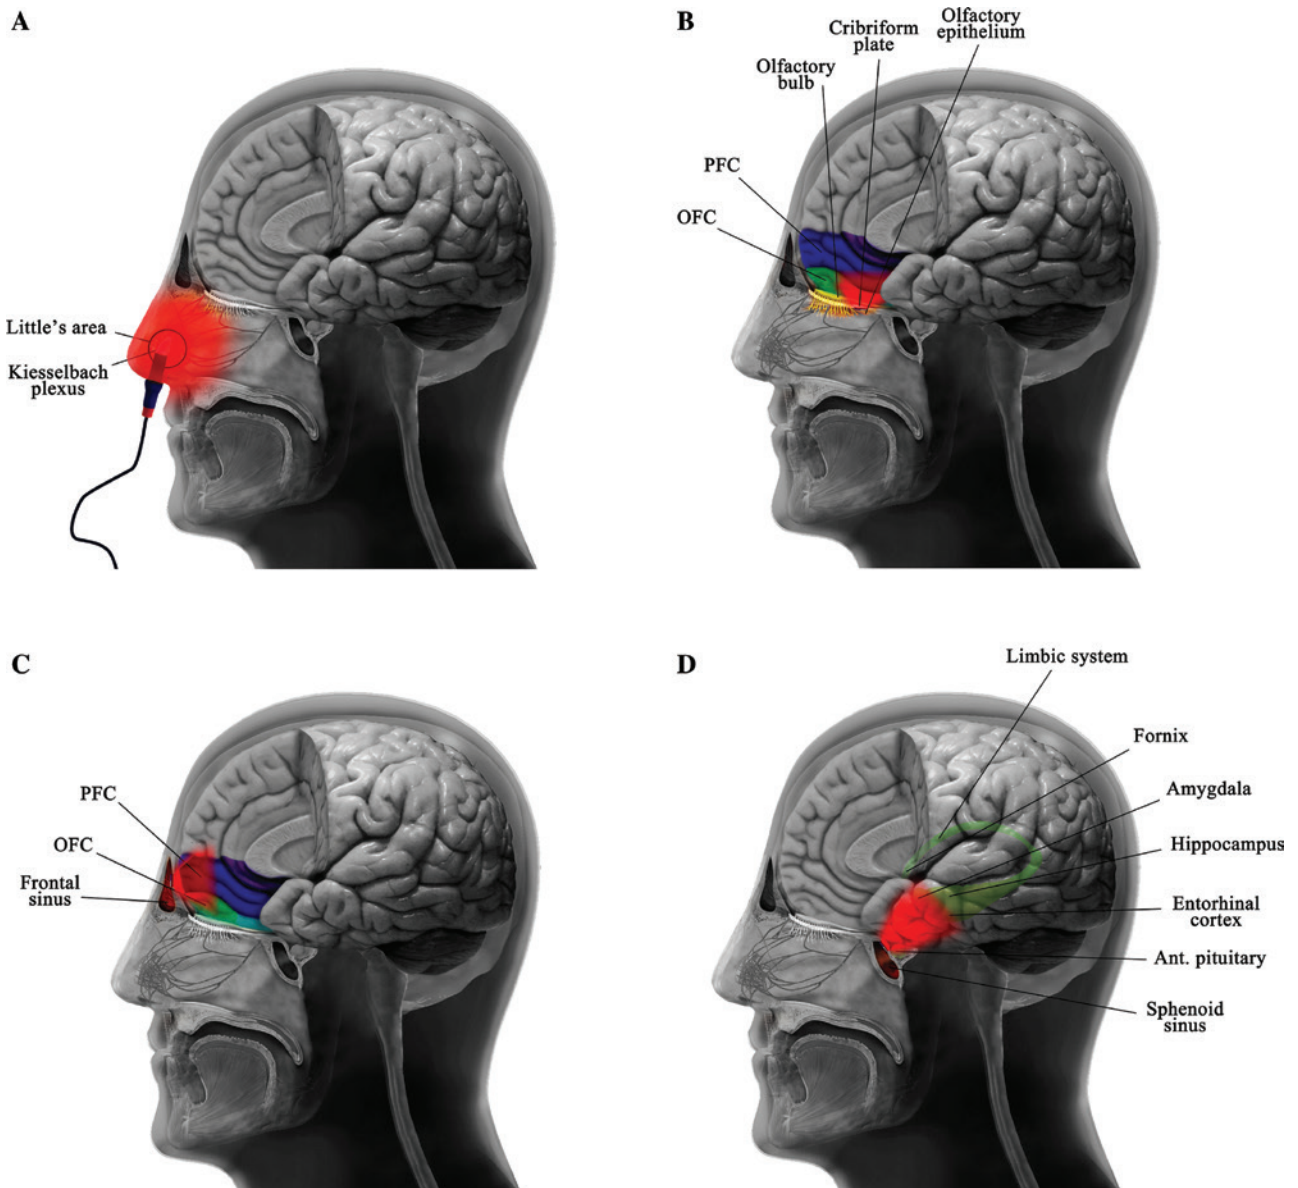 A
Little's area
Kiesselbach
plexus
B
Olfactory
epithelium
Cribriform
plate
Olfactory
bulb
PFC
OFC
C
PFC
OFC
Frontal
sinus
D
Limbic system
Fornix
Amygdala
Hippocampus
Entorhinal
cortex
Ant. pituitary
Sphenoid
sinus